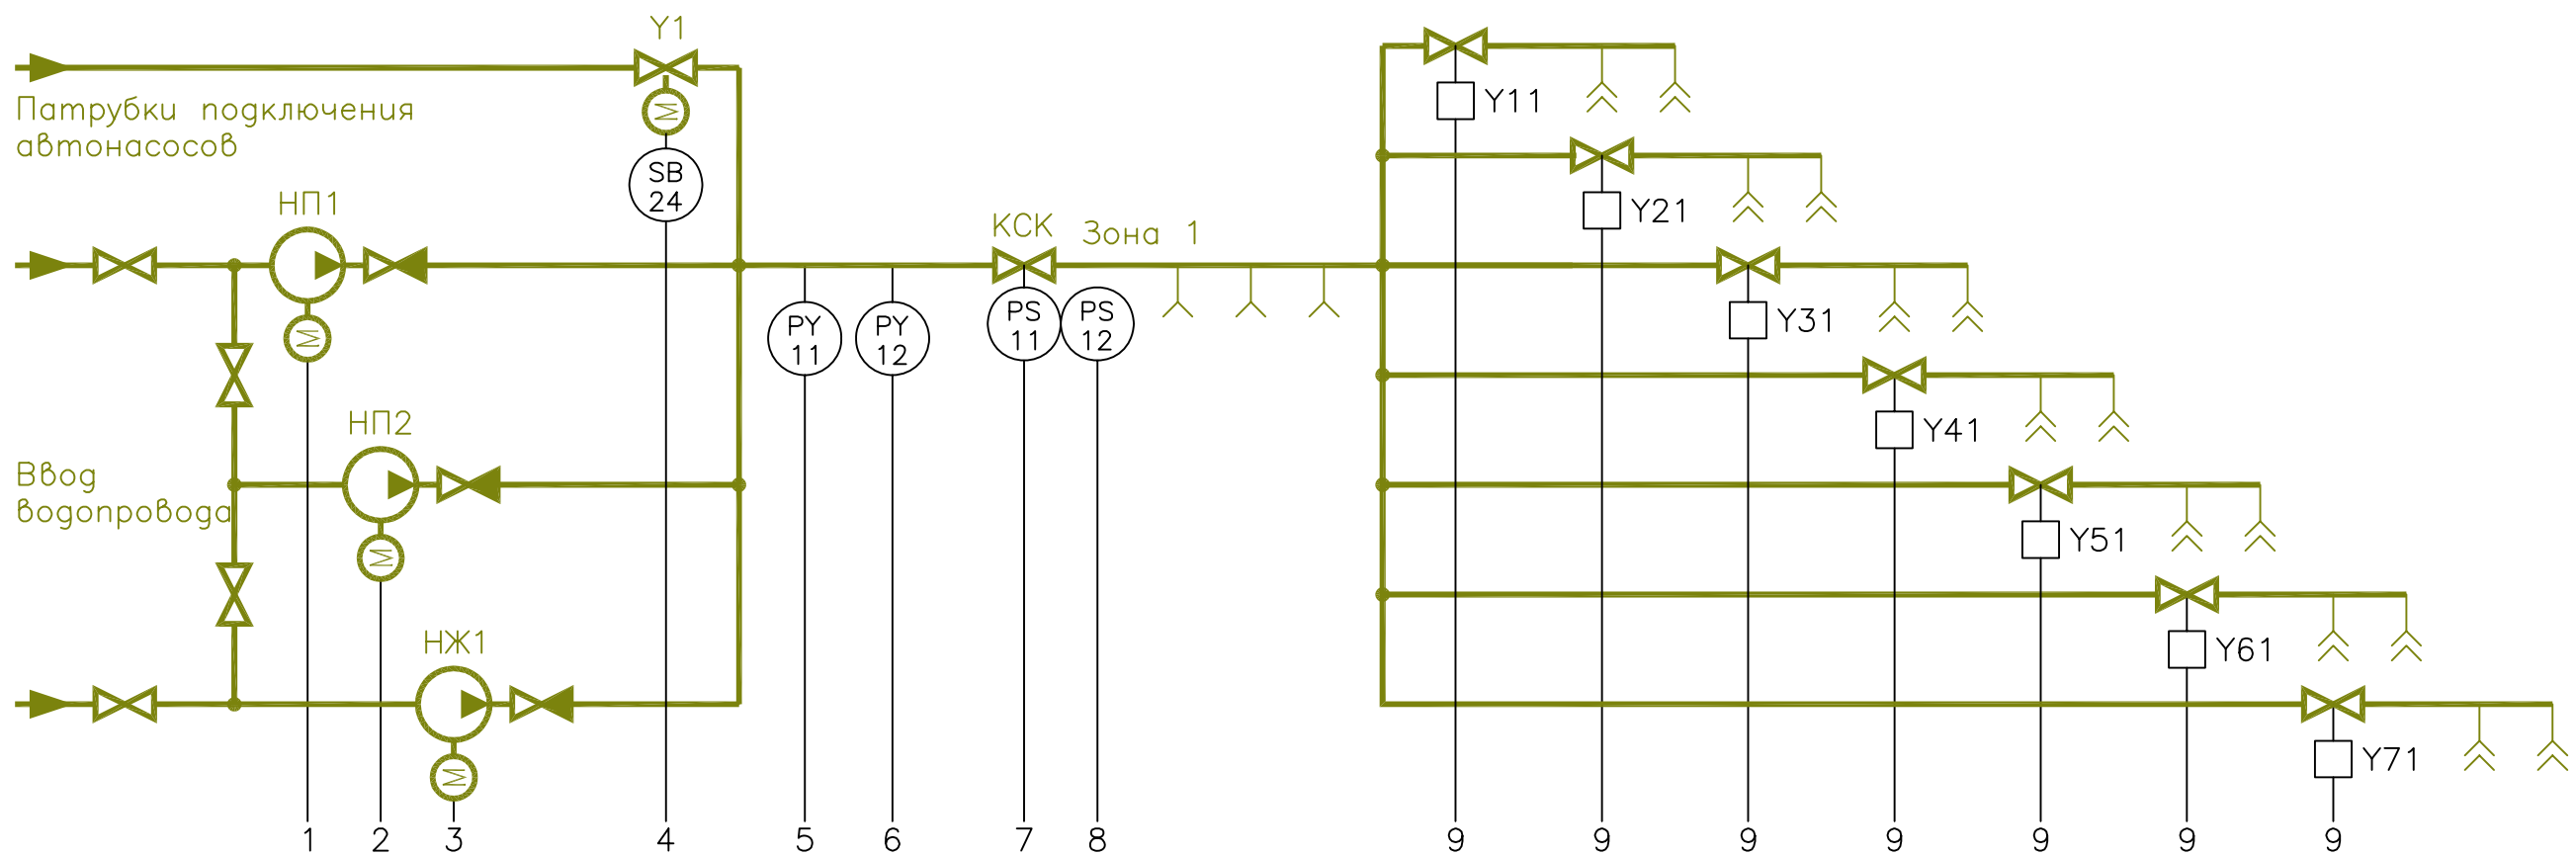 Y1
Патрубки подключения
автонасосов
M
SB
24
Y11
Y21
НП1
КСК
Зона 1
M
PY
11
PY
12
PS
11
PS
12
Y31
НП2
Y41
Ввод
водопровода
M
Y51
НЖ1
Y61
M
Y71
1 2 3 4 5 6 7 8 9 9 9 9 9 9 9